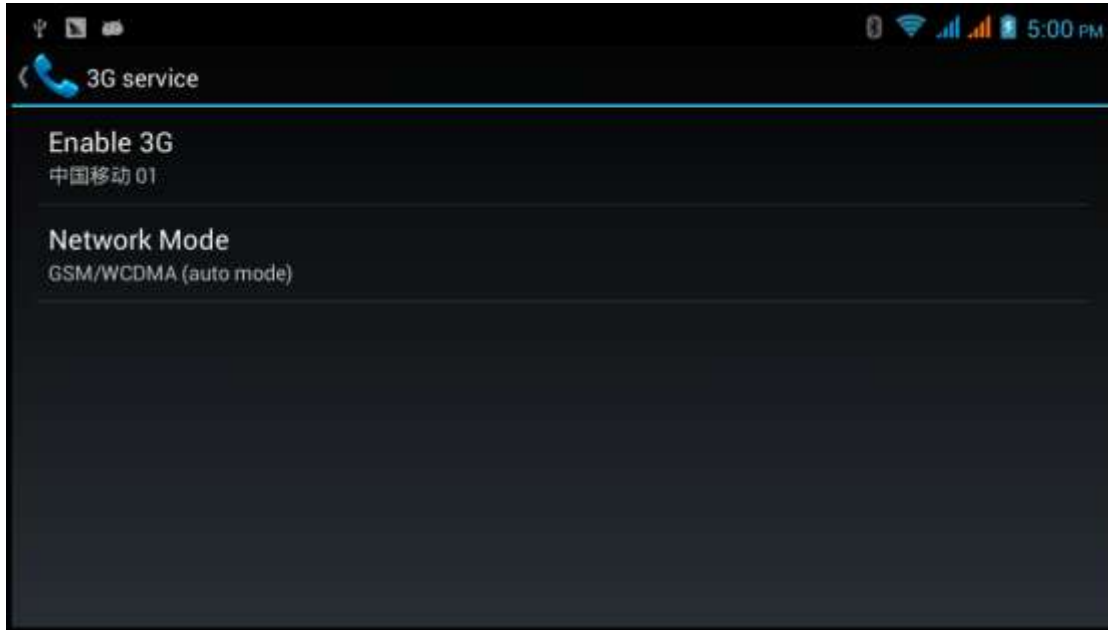 5:00 PM
3G service
Enable 3G
中国移动 01
Network Mode
GSM/WCDMA (auto mode)